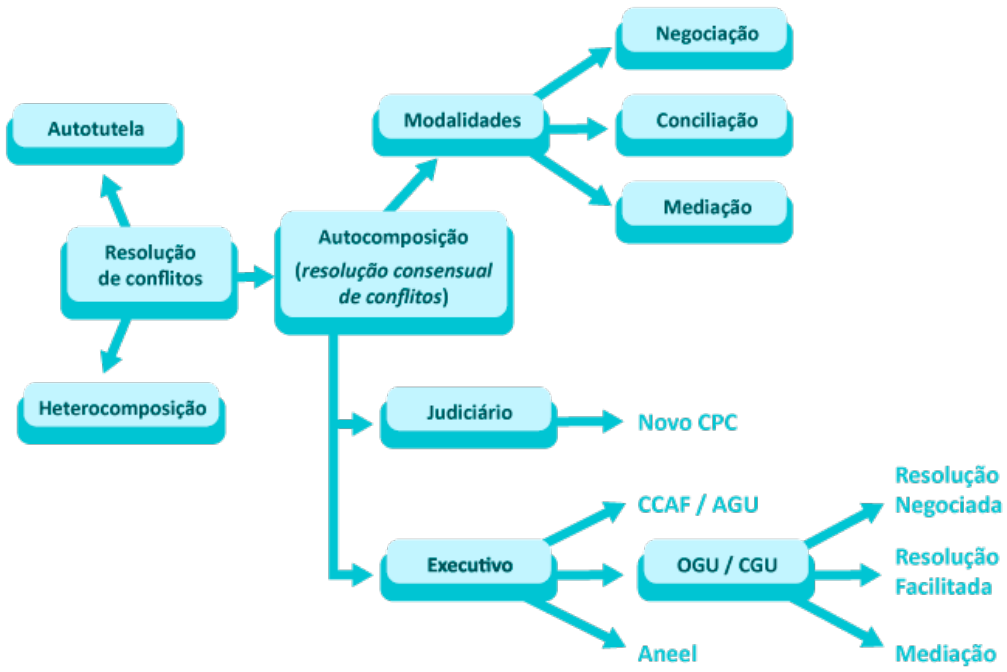 Negociação
Autotutela
Modalidades
Conciliação
Mediação
Resolução
de conflitos
Autocomposição
(resolução consensual
de conflitos)
Heterocomposição
Judiciário
Novo CPC
Resolução
Negociada
CCAF / AGU
Executivo
OGU / CGU
Resolução
Facilitada
Aneel
Mediação